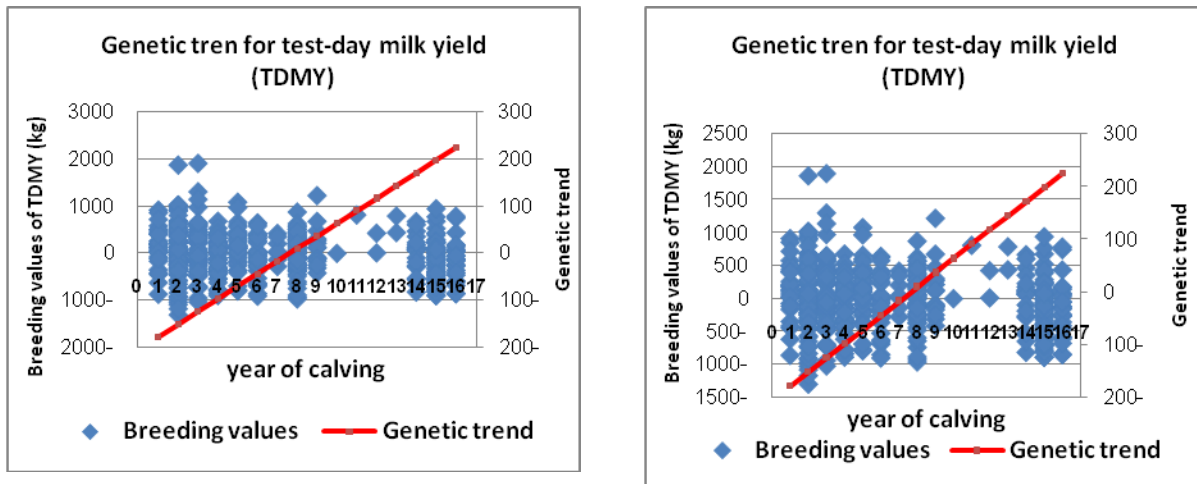 Genetic tren for test-day milk yield
(TDMY)
Breeding values of TDMY (kg)
3000
2000
1000
0
1000-
2000-
300
200
100
0
100-
200-
Genetic trend
0 1 2 3 4 5 6 7 8 9 10 11 12 13 14 15 16 17
year of calving
Breeding values
Genetic trend
Genetic tren for test-day milk yield
(TDMY)
Breeding values of TDMY (kg)
2500
2000
1500
1000
500
0
500-
1000-
1500-
300
200
100
0
100-
200-
Genetic trend
0 1 2 3 4 5 6 7 8 9 10 11 12 13 14 15 16 17
year of calving
Breeding values
Genetic trend